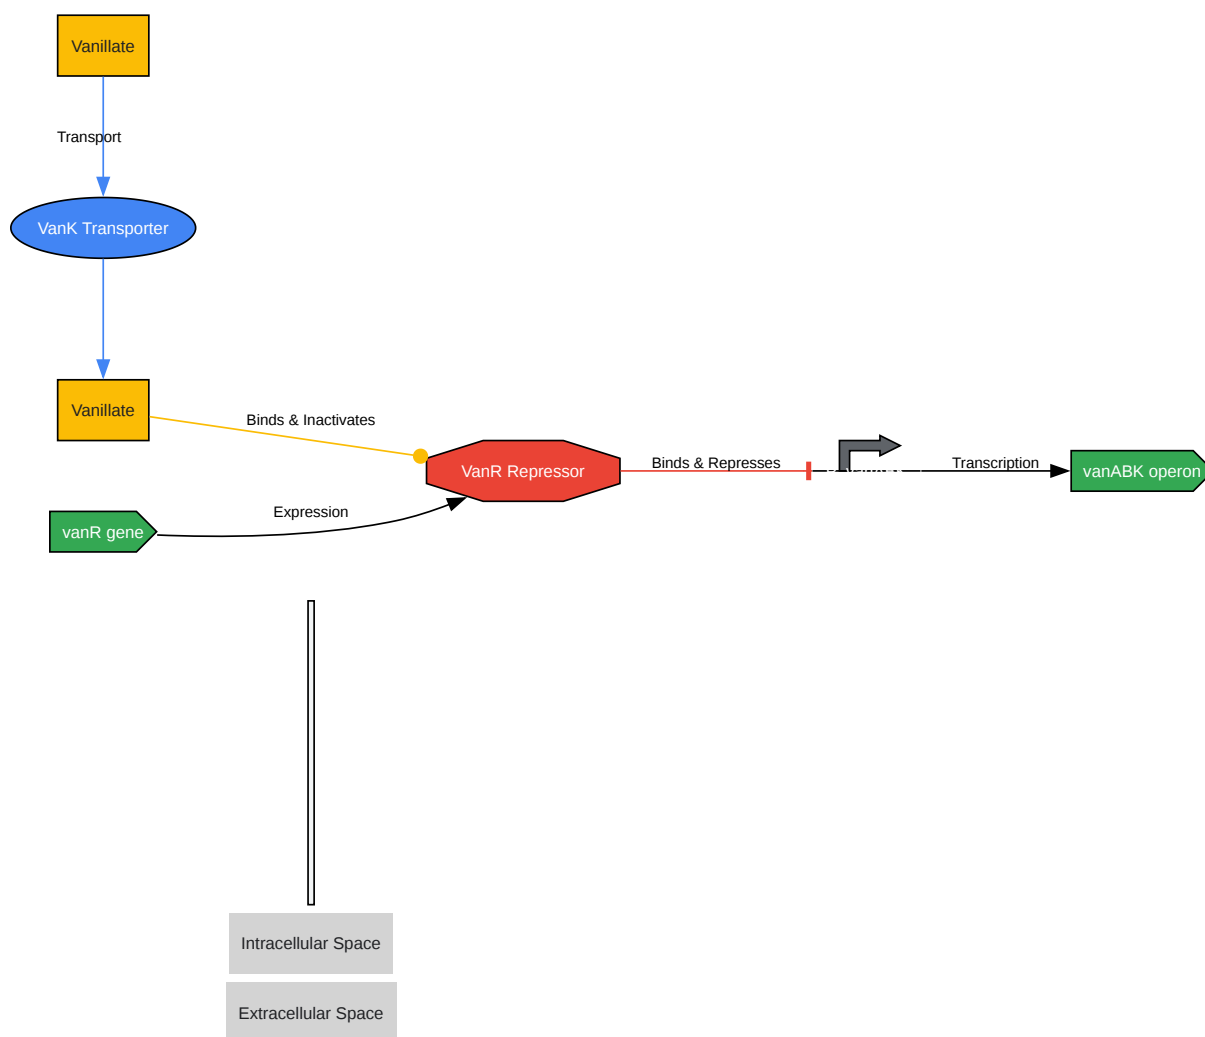 Vanillate
Transport
VanK Transporter
Vanillate
Binds & Inactivates
VanR Repressor
Binds & Represses
Transcription
vanABK operon
Expression
vanR gene
Intracellular Space
Extracellular Space